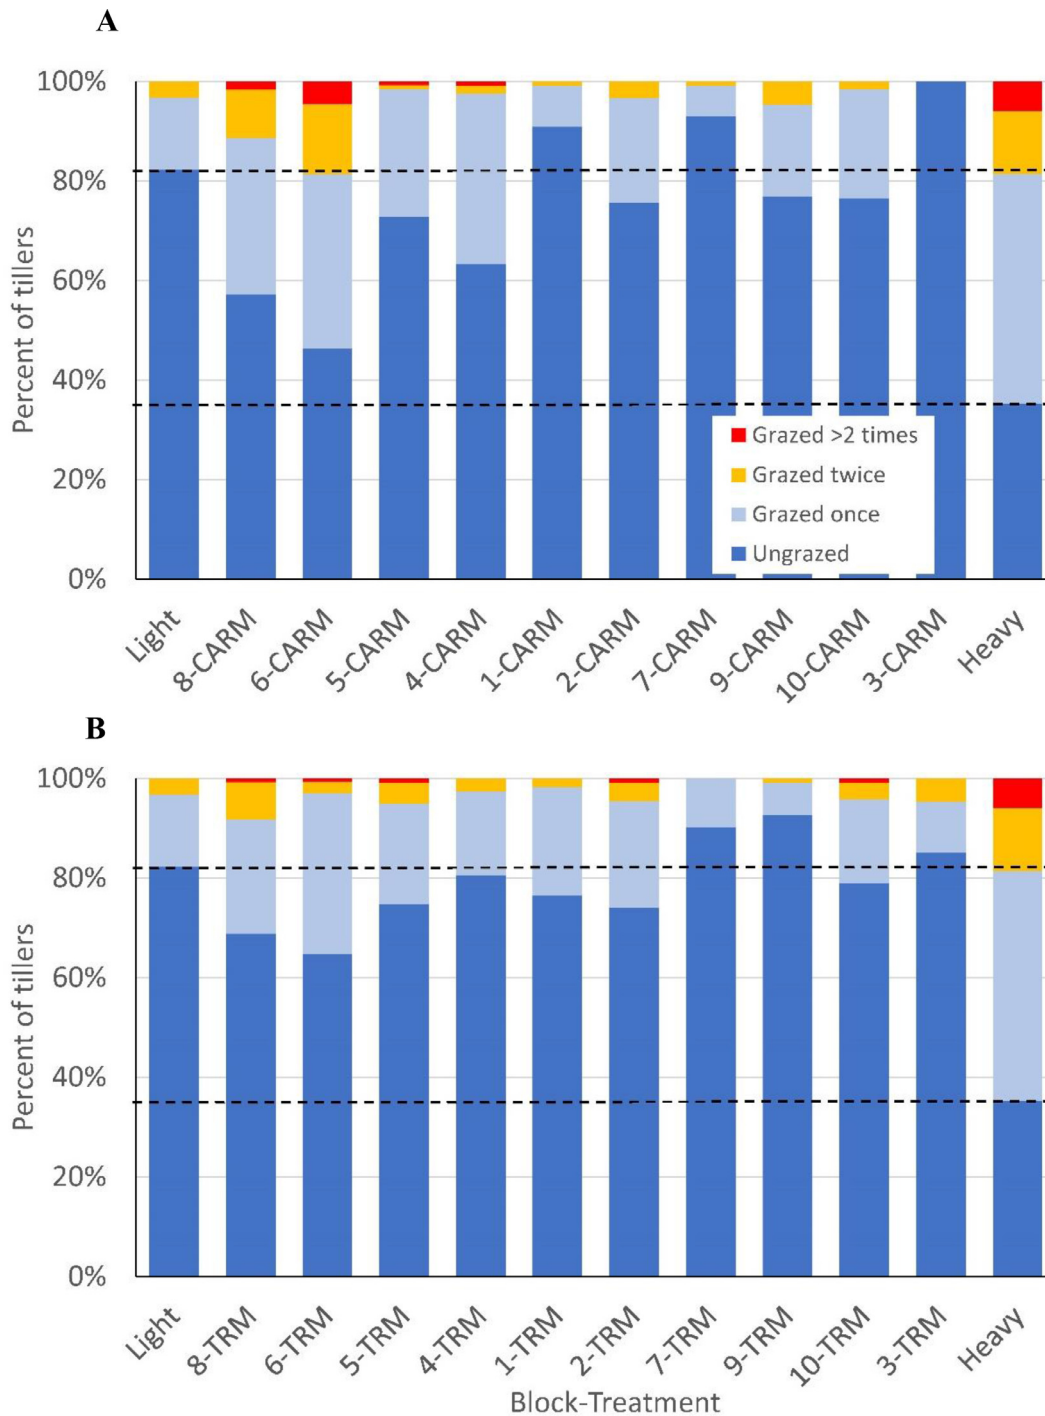 A
100%
80%
60%
40%
20%
0%
Percent of tillers
Grazed >2 times
Grazed twice
Grazed once
Ungrazed
Light
8-CARM
6-CARM
5-CARM
4-CARM
1-CARM
2-CARM
7-CARM
9-CARM
10-CARM
3-CARM
Heavy
B
100%
80%
60%
40%
20%
0%
Percent of tillers
Light
8-TRM
6-TRM
5-TRM
4-TRM
1-TRM
2-TRM
7-TRM
9-TRM
10-TRM
3-TRM
Heavy
Block-Treatment